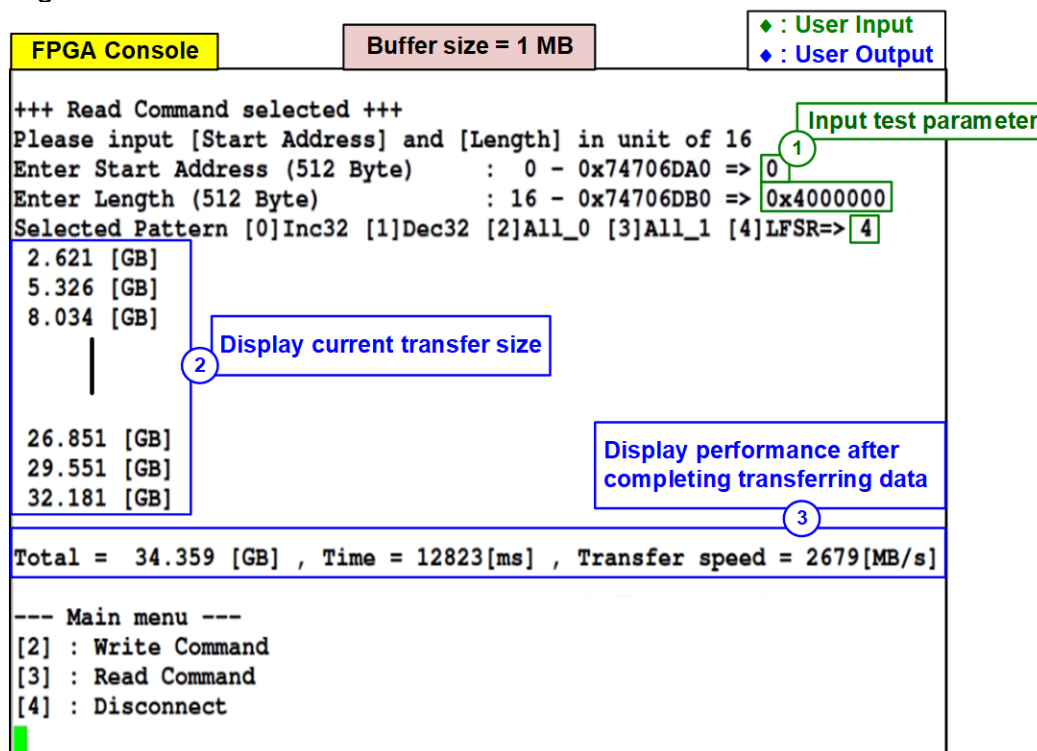 FPGA Console
Buffer size = 1 MB
◆ : User Input
◆ : User Output
+++ Read Command selected +++
Please input [Start Address] and [Length] in unit of 16
Input test parameter
1
Enter Start Address (512 Byte) : 0 - 0x74706DA0 => 0
Enter Length (512 Byte) : 16 - 0x74706DB0 => 0x4000000
Selected Pattern [0]Inc32 [1]Dec32 [2]All_0 [3]All_1 [4]LFSR=> 4
2.621 [GB]
5.326 [GB]
8.034 [GB]
Display current transfer size
2
26.851 [GB]
29.551 [GB]
32.181 [GB]
Display performance after
completing transferring data
3
Total = 34.359 [GB] , Time = 12823[ms] , Transfer speed = 2679[MB/s]
--- Main menu ---
[2] : Write Command
[3] : Read Command
[4] : Disconnect